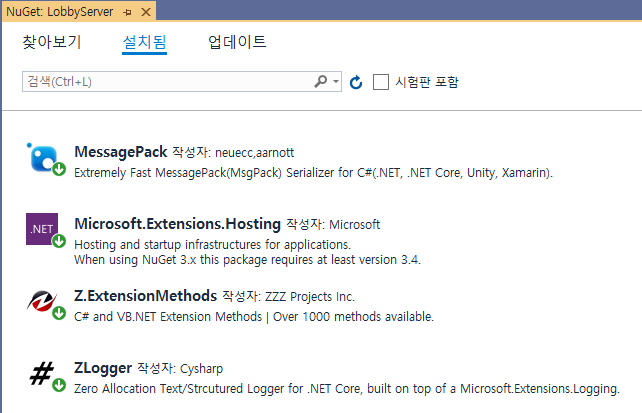 NuGet: LobbyServer
찾아보기 설치됨 업데이트
검색(Ctrl+L) 시험판 포함
MessagePack 작성자: neuecc,aarnott
Extremely Fast MessagePack(MsgPack) Serializer for C#(.NET, .NET Core, Unity, Xamarin).
.NET Microsoft.Extensions.Hosting 작성자: Microsoft
Hosting and startup infrastructures for applications.
When using NuGet 3.x this package requires at least version 3.4.
Z.ExtensionMethods 작성자: ZZZ Projects Inc.
C# and VB.NET Extension Methods | Over 1000 methods available.
# ZLogger 작성자: Cysharp
Zero Allocation Text/Strcutured Logger for .NET Core, built on top of a Microsoft.Extensions.Logging.